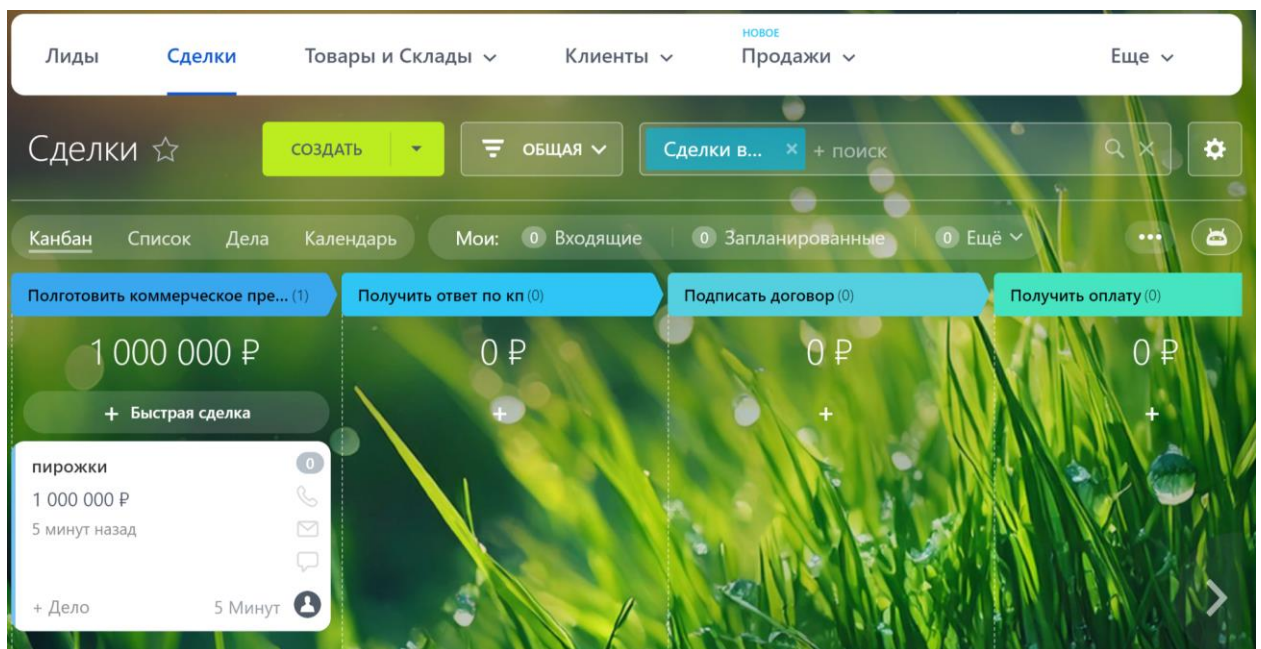 НОВОЕ
Лиды Сделки Товары и Склады Клиенты Продажи Еще
Сделки СОЗДАТЬ ОБЩАЯ Сделки в... × + поиск
Канбан Список Дела Календарь Мои: 0 Входящие 0 Запланированные 0 Ещё
Полготовить коммерческое пре... (1) Получить ответ по кп (0) Подписать договор (0) Получить оплату (0)
1 000 000 ₽ 0 ₽ 0 ₽ 0 ₽
+ Быстрая сделка + + +
пирожки 0
1 000 000 ₽
5 минут назад
+ Дело 5 Минут